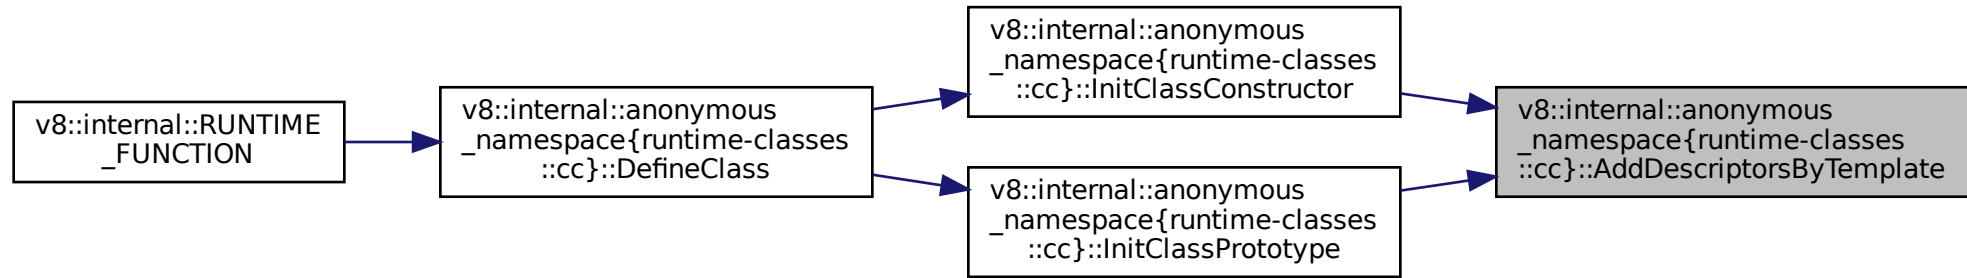 v8::internal::RUNTIME
_FUNCTION
v8::internal::anonymous
_namespace{runtime-classes
::cc}::DefineClass
v8::internal::anonymous
_namespace{runtime-classes
::cc}::InitClassConstructor
v8::internal::anonymous
_namespace{runtime-classes
::cc}::InitClassPrototype
v8::internal::anonymous
_namespace{runtime-classes
::cc}::AddDescriptorsByTemplate